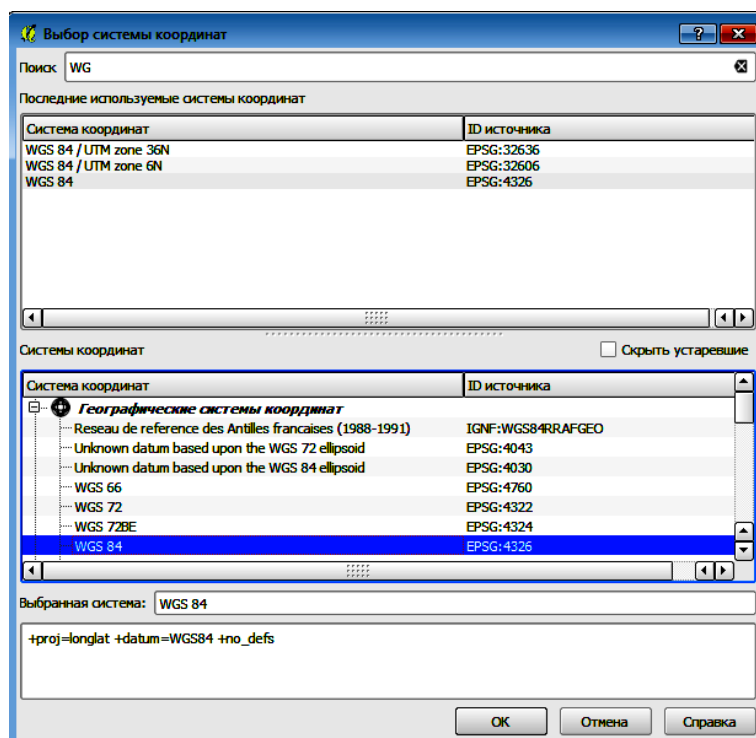 Выбор системы координат
Поиск WG
Последние используемые системы координат
Система координат ID источника
WGS 84 / UTM zone 36N EPSG:32636
WGS 84 / UTM zone 6N EPSG:32606
WGS 84 EPSG:4326
Системы координат Скрыть устаревшие
Система координат ID источника
Географические системы координат
Reseau de reference des Antilles francaises (1988-1991) IGNF:WGS84RRAFGEO
Unknown datum based upon the WGS 72 ellipsoid EPSG:4043
Unknown datum based upon the WGS 84 ellipsoid EPSG:4030
WGS 66 EPSG:4760
WGS 72 EPSG:4322
WGS 72BE EPSG:4324
WGS 84 EPSG:4326
Выбранная система: WGS 84
+proj=longlat +datum=WGS84 +no_defs
ОК Отмена Справка